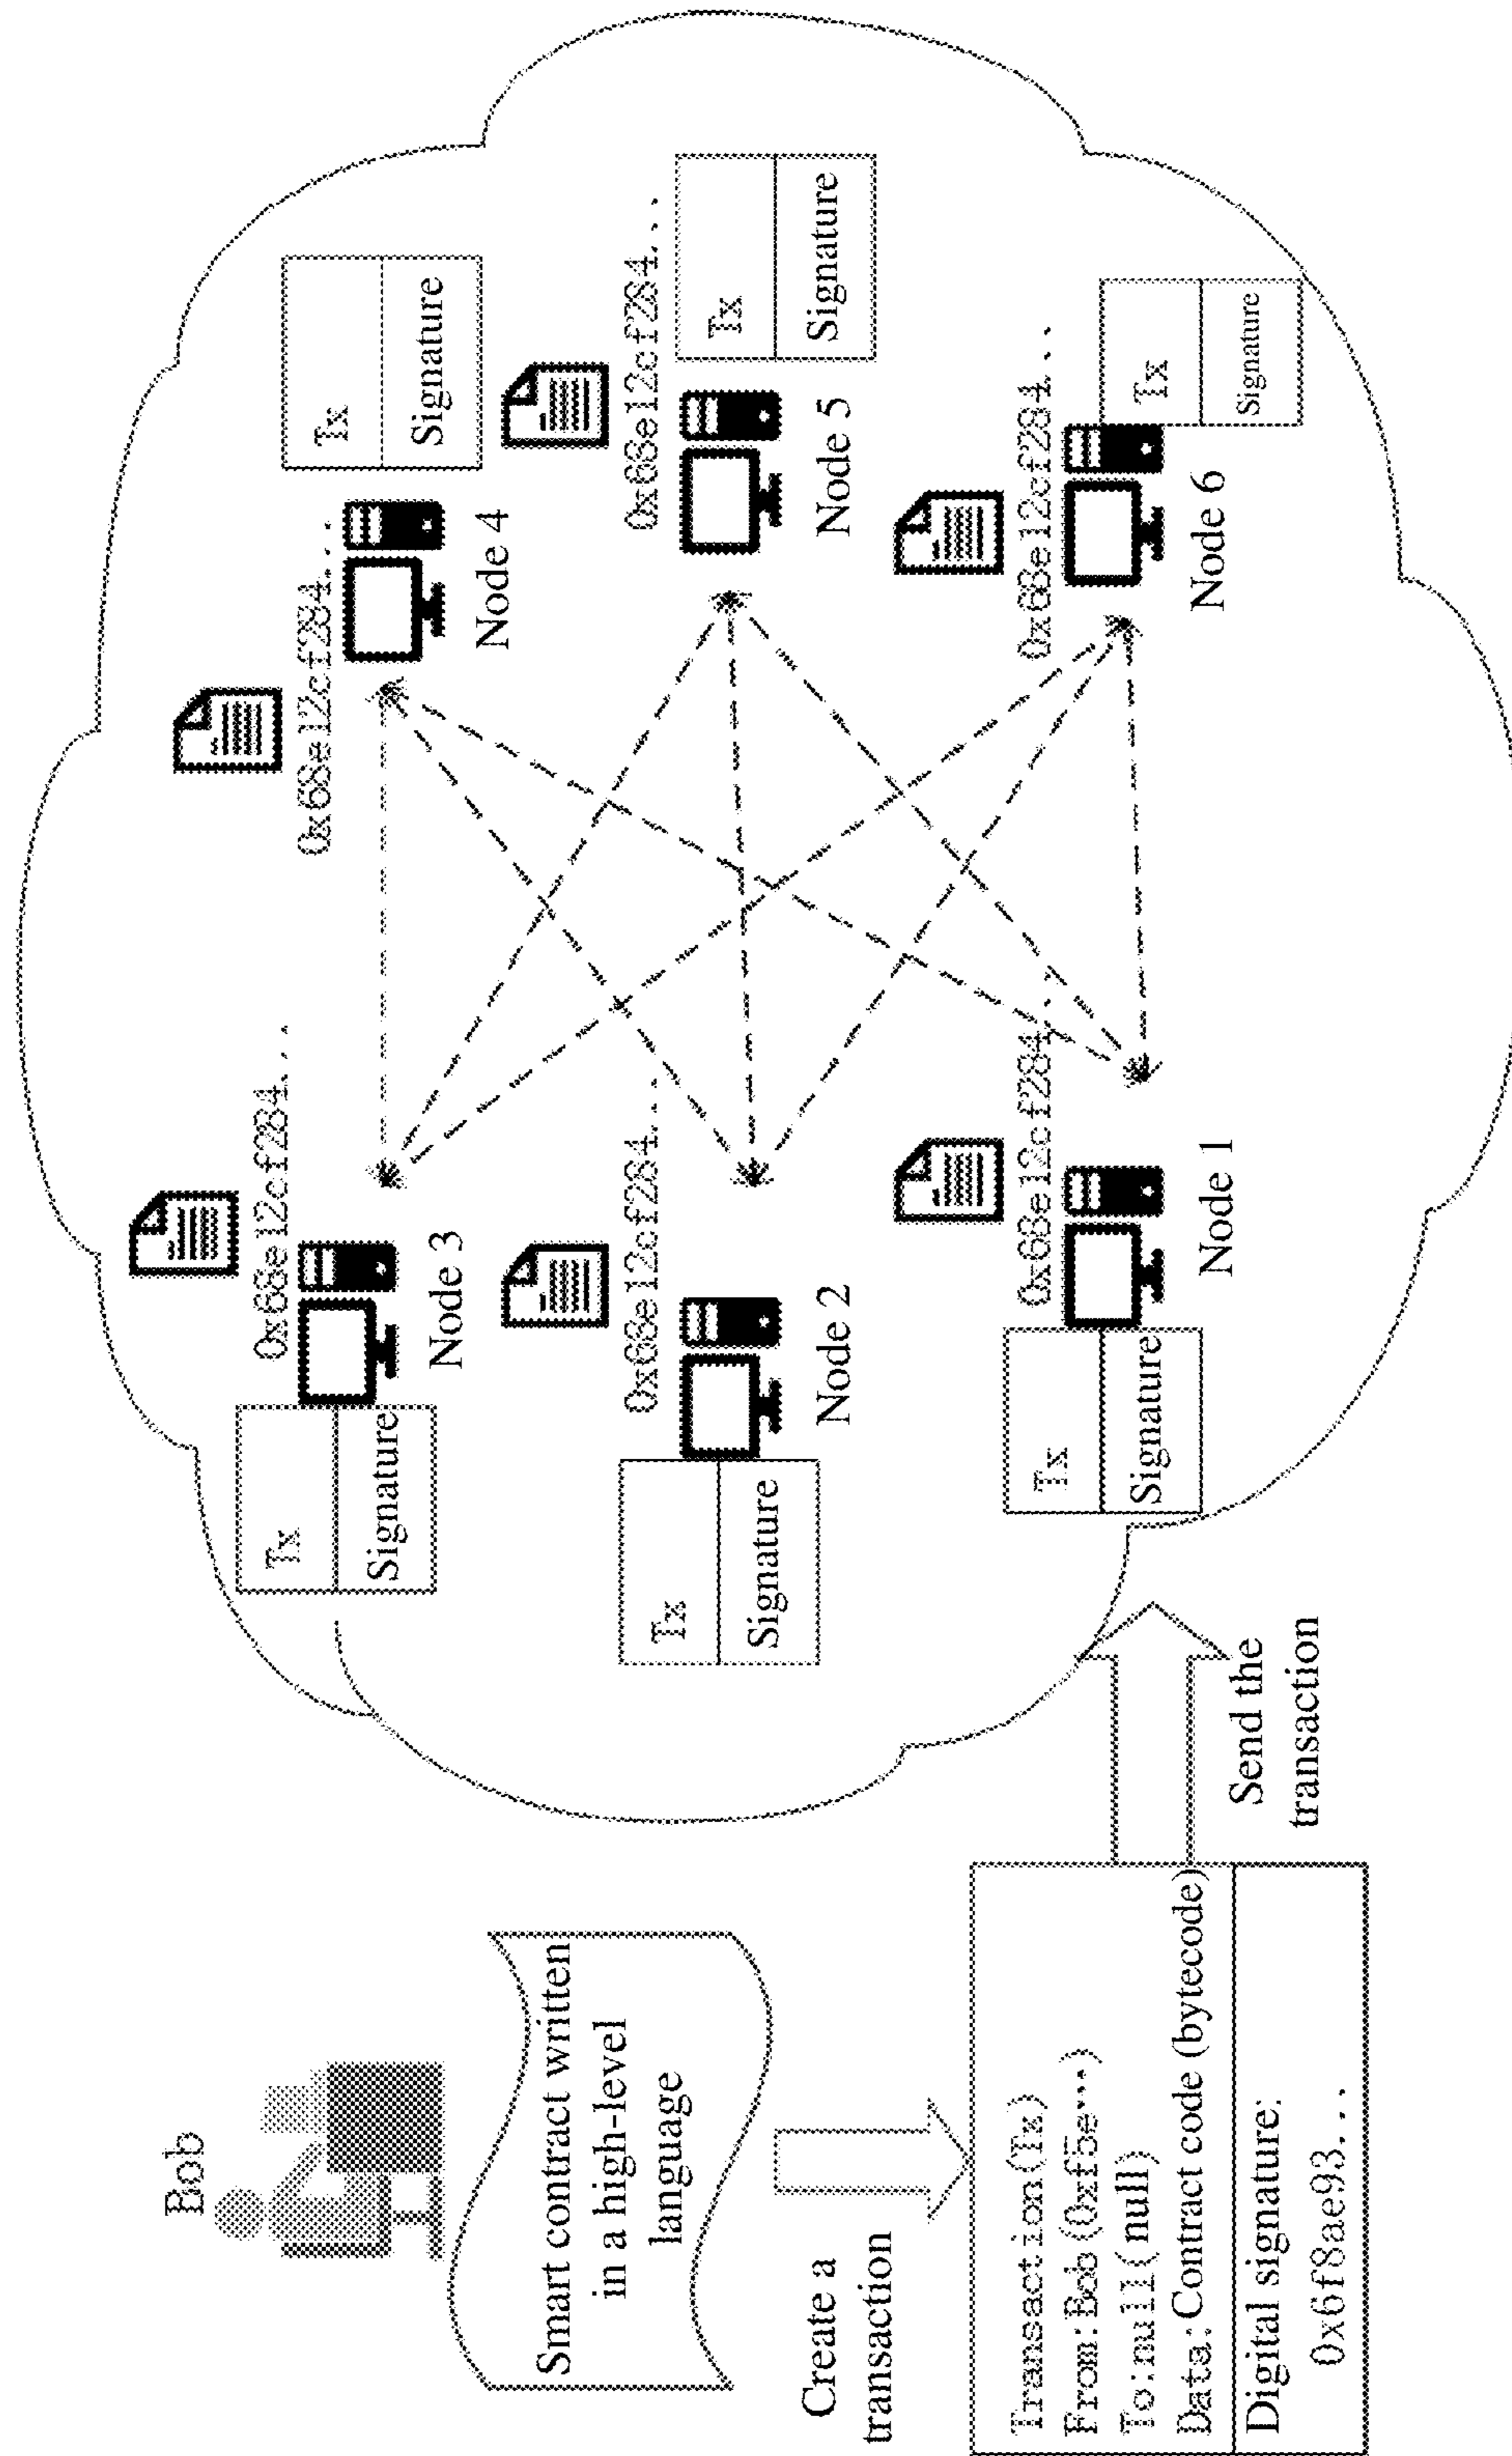 Bob
Smart contract written
in a high-level
language
Create a
transaction
Transaction(Tx)
From:Bob(0xf5e···)
To:null(null)
Data:Contract code (bytecode)
Digital signature:
0x6f8ae93...
Send the
transaction
0x68e12cf284...
Tx
Signature
Node 3
0x68e12cf284...
Tx
Signature
Node 2
0x68e12cf284...
Tx
Signature
Node 1
0x68e12cf284...
Tx
Signature
Node 4
0x68e12cf284...
Tx
Signature
Node 5
0x68e12cf284...
Tx
Signature
Node 6